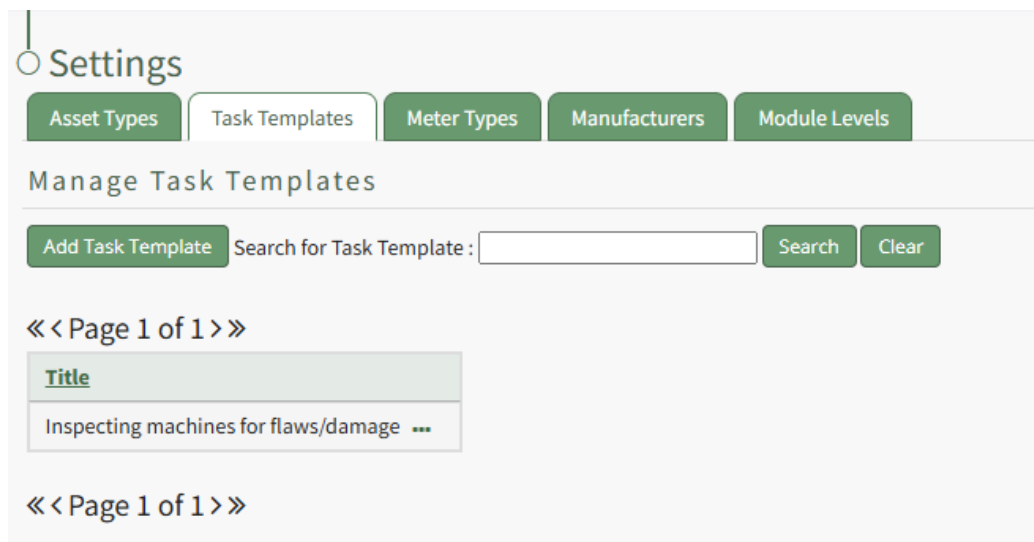 Settings
Asset Types Task Templates Meter Types Manufacturers Module Levels
Manage Task Templates
Add Task Template Search for Task Template : Search Clear
« < Page 1 of 1 > »
Title
Inspecting machines for flaws/damage ...
« < Page 1 of 1 > »